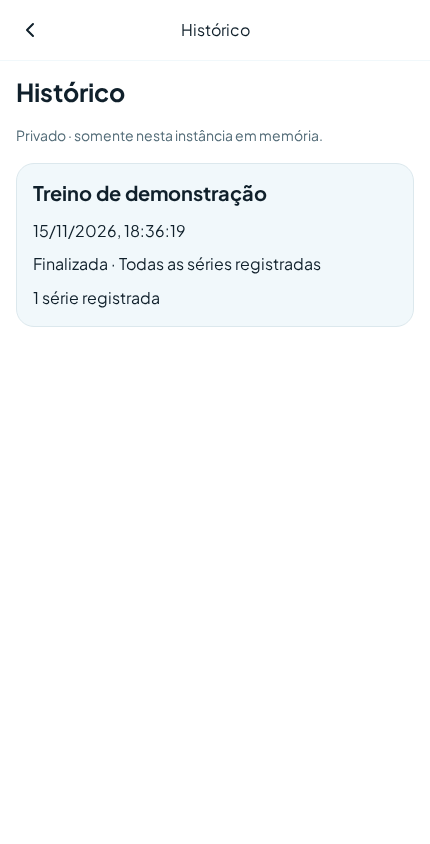 Histórico
Histórico
Privado · somente nesta instância em memória.
Treino de demonstração
15/11/2026, 18:36:19
Finalizada · Todas as séries registradas
1 série registrada